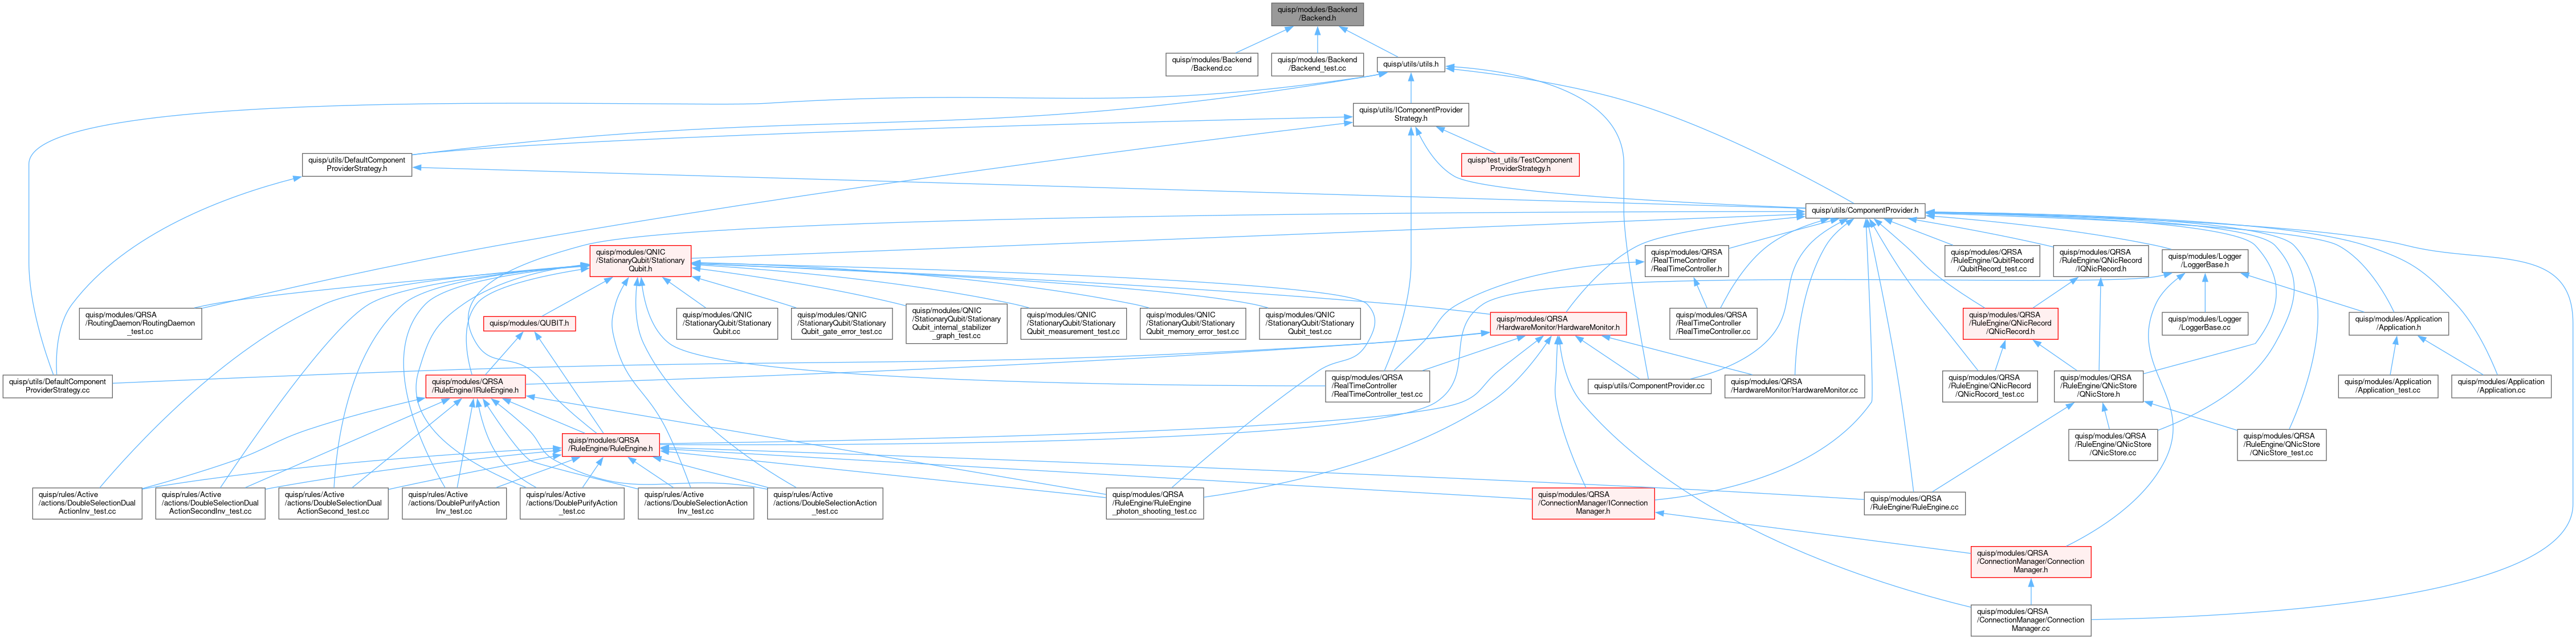 quisp/modules/Backend
/Backend.h
quisp/modules/Backend
/Backend.cc
quisp/modules/Backend
/Backend_test.cc
quisp/utils/utils.h
quisp/utils/IComponentProvider
Strategy.h
quisp/utils/DefaultComponent
ProviderStrategy.h
quisp/test_utils/TestComponent
ProviderStrategy.h
quisp/utils/ComponentProvider.h
quisp/modules/QNIC
/StationaryQubit/Stationary
Qubit.h
quisp/modules/QRSA
/RealTimeController
/RealTimeController.h
quisp/modules/QRSA
/RuleEngine/QubitRecord
/QubitRecord_test.cc
quisp/modules/QRSA
/RuleEngine/QNicRecord
/IQNicRecord.h
quisp/modules/Logger
/LoggerBase.h
quisp/modules/QRSA
/RoutingDaemon/RoutingDaemon
_test.cc
quisp/modules/QUBIT.h
quisp/modules/QNIC
/StationaryQubit/Stationary
Qubit.cc
quisp/modules/QNIC
/StationaryQubit/Stationary
Qubit_gate_error_test.cc
quisp/modules/QNIC
/StationaryQubit/Stationary
Qubit_internal_stabilizer
_graph_test.cc
quisp/modules/QNIC
/StationaryQubit/Stationary
Qubit_measurement_test.cc
quisp/modules/QNIC
/StationaryQubit/Stationary
Qubit_memory_error_test.cc
quisp/modules/QNIC
/StationaryQubit/Stationary
Qubit_test.cc
quisp/modules/QRSA
/HardwareMonitor/HardwareMonitor.h
quisp/modules/QRSA
/RealTimeController
/RealTimeController.cc
quisp/modules/QRSA
/RuleEngine/QNicRecord
/QNicRecord.h
quisp/modules/Logger
/LoggerBase.cc
quisp/modules/Application
/Application.h
quisp/utils/DefaultComponent
ProviderStrategy.cc
quisp/modules/QRSA
/RuleEngine/IRuleEngine.h
quisp/modules/QRSA
/RealTimeController
/RealTimeController_test.cc
quisp/utils/ComponentProvider.cc
quisp/modules/QRSA
/HardwareMonitor/HardwareMonitor.cc
quisp/modules/QRSA
/RuleEngine/QNicRecord
/QNicRocord_test.cc
quisp/modules/QRSA
/RuleEngine/QNicStore
/QNicStore.h
quisp/modules/Application
/Application_test.cc
quisp/modules/Application
/Application.cc
quisp/modules/QRSA
/RuleEngine/RuleEngine.h
quisp/modules/QRSA
/RuleEngine/QNicStore
/QNicStore.cc
quisp/modules/QRSA
/RuleEngine/QNicStore
/QNicStore_test.cc
quisp/rules/Active
/actions/DoubleSelectionDual
ActionInv_test.cc
quisp/rules/Active
/actions/DoubleSelectionDual
ActionSecondInv_test.cc
quisp/rules/Active
/actions/DoubleSelectionDual
ActionSecond_test.cc
quisp/rules/Active
/actions/DoublePurifyAction
Inv_test.cc
quisp/rules/Active
/actions/DoublePurifyAction
_test.cc
quisp/rules/Active
/actions/DoubleSelectionAction
Inv_test.cc
quisp/rules/Active
/actions/DoubleSelectionAction
_test.cc
quisp/modules/QRSA
/RuleEngine/RuleEngine
_photon_shooting_test.cc
quisp/modules/QRSA
/ConnectionManager/IConnection
Manager.h
quisp/modules/QRSA
/RuleEngine/RuleEngine.cc
quisp/modules/QRSA
/ConnectionManager/Connection
Manager.h
quisp/modules/QRSA
/ConnectionManager/Connection
Manager.cc